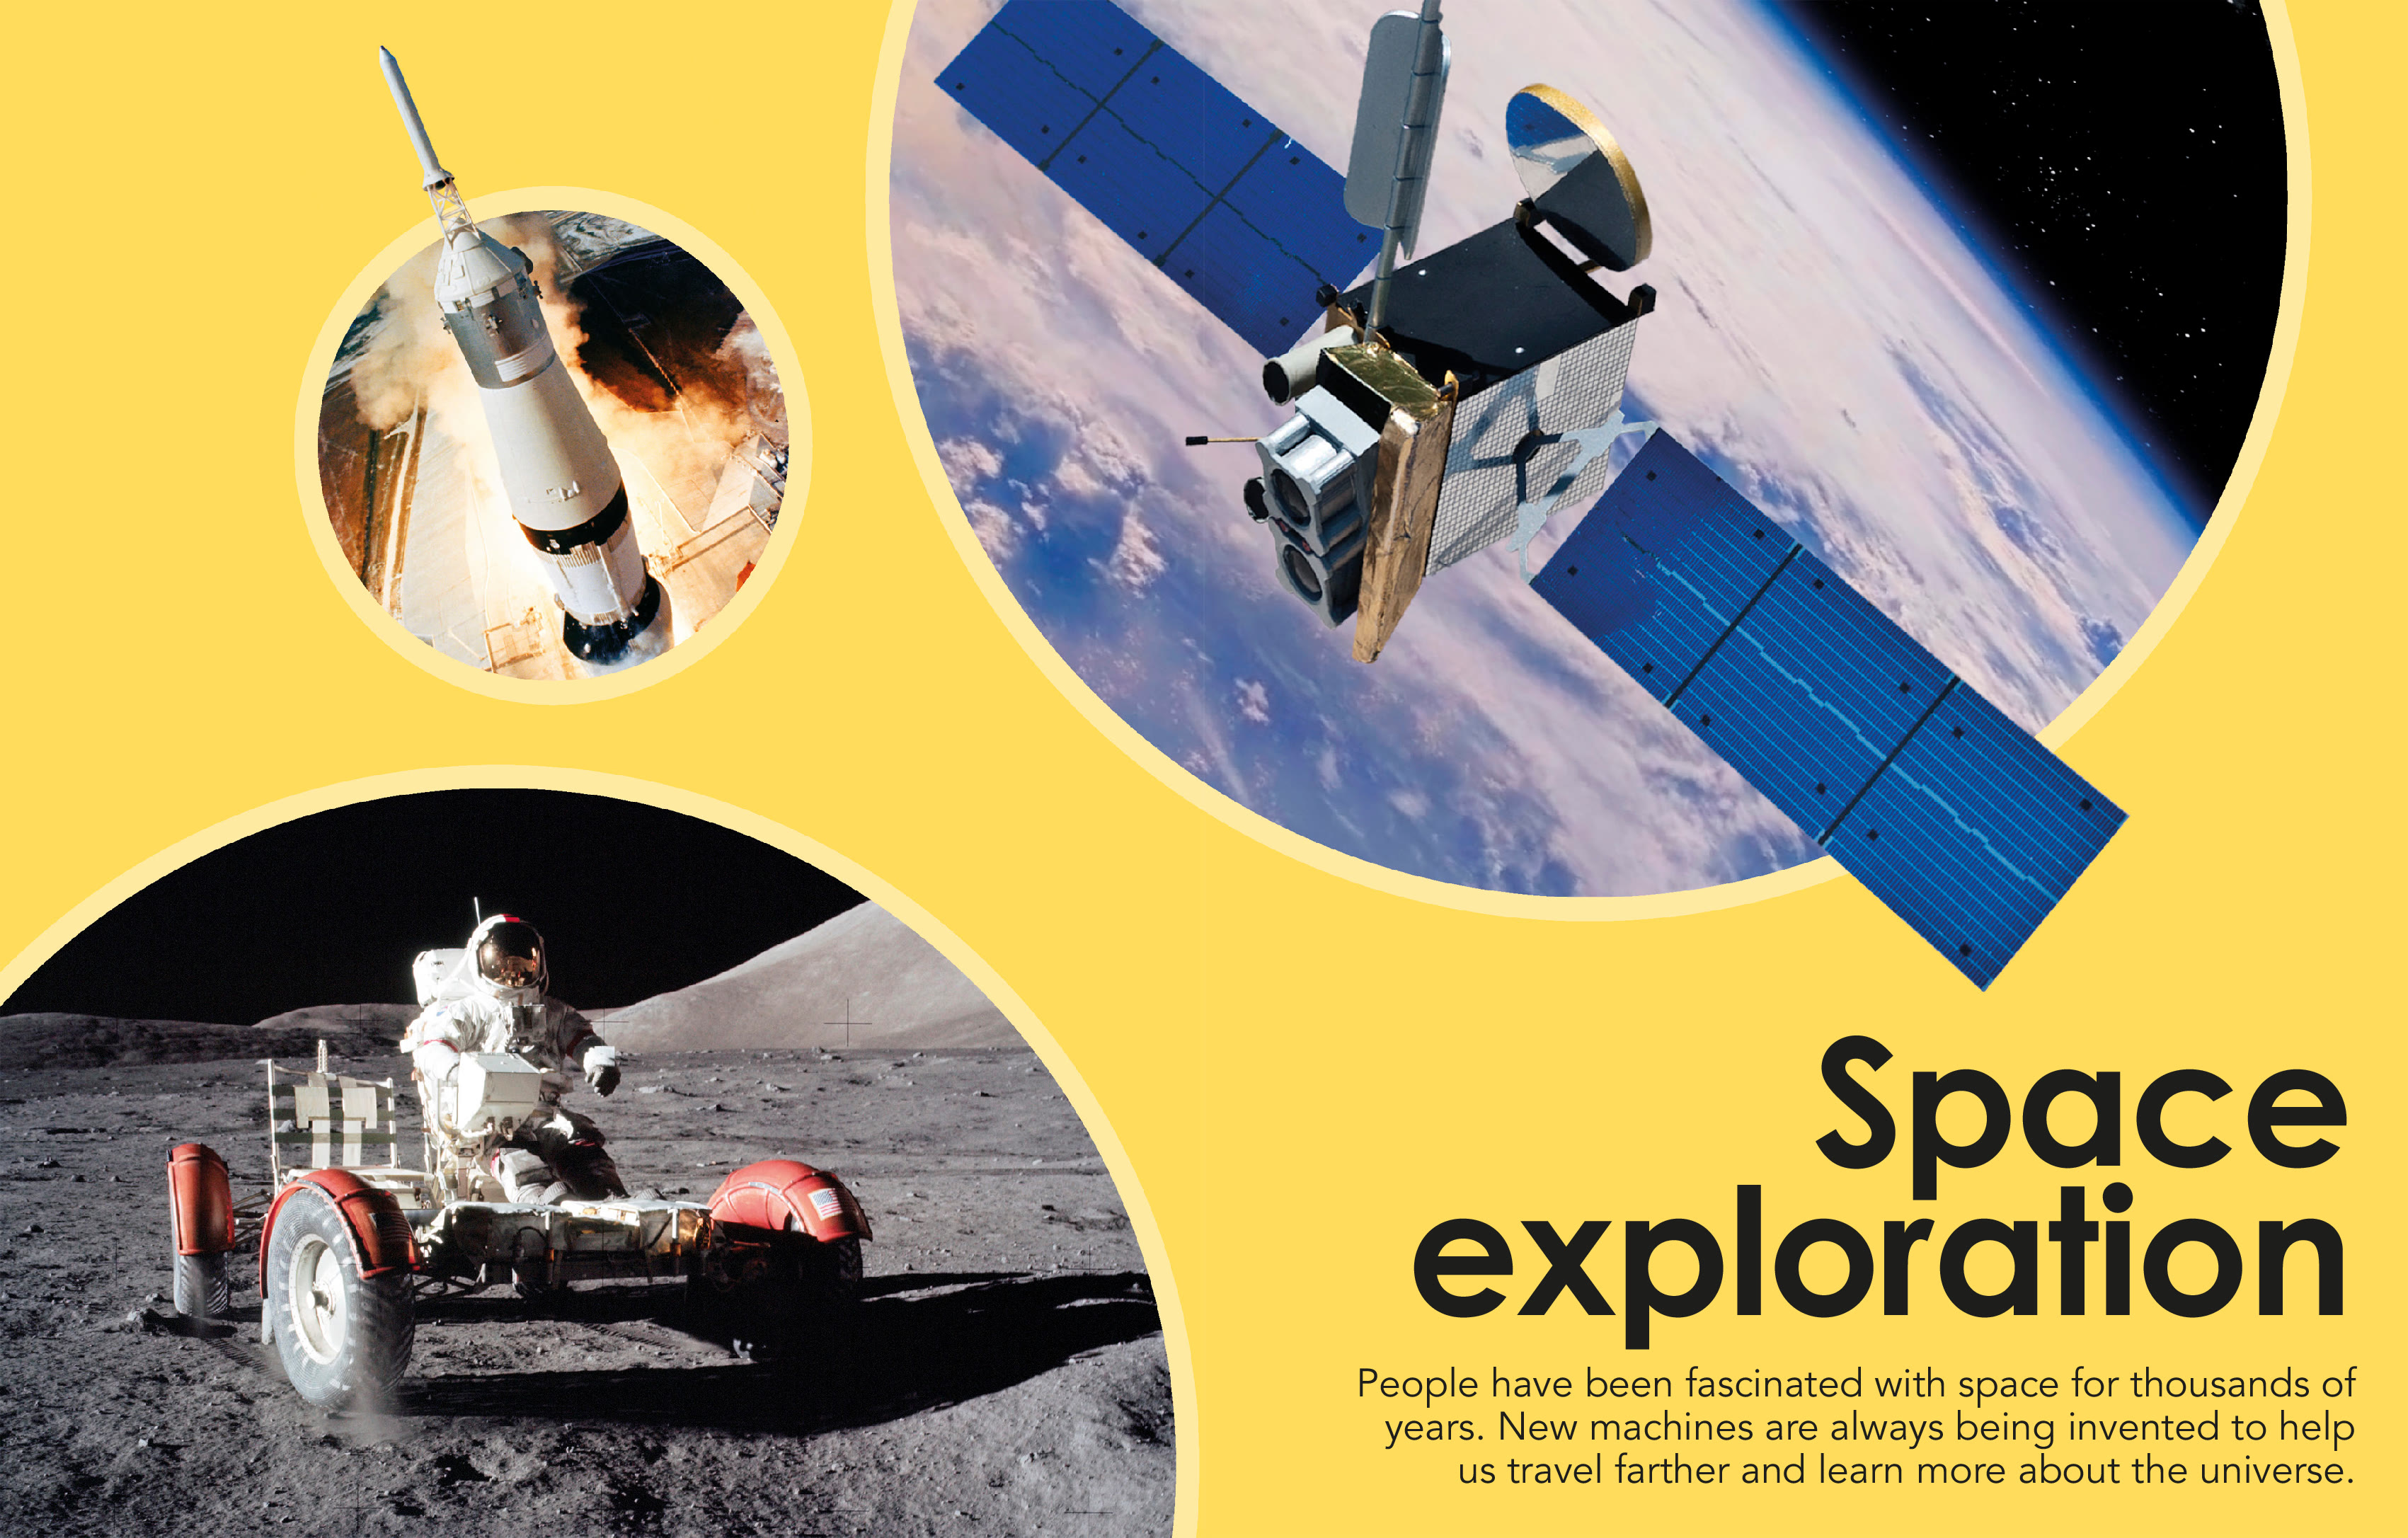 Space
exploration
People have been fascinated with space for thousands of
years. New machines are always being invented to help
us travel farther and learn more about the universe.